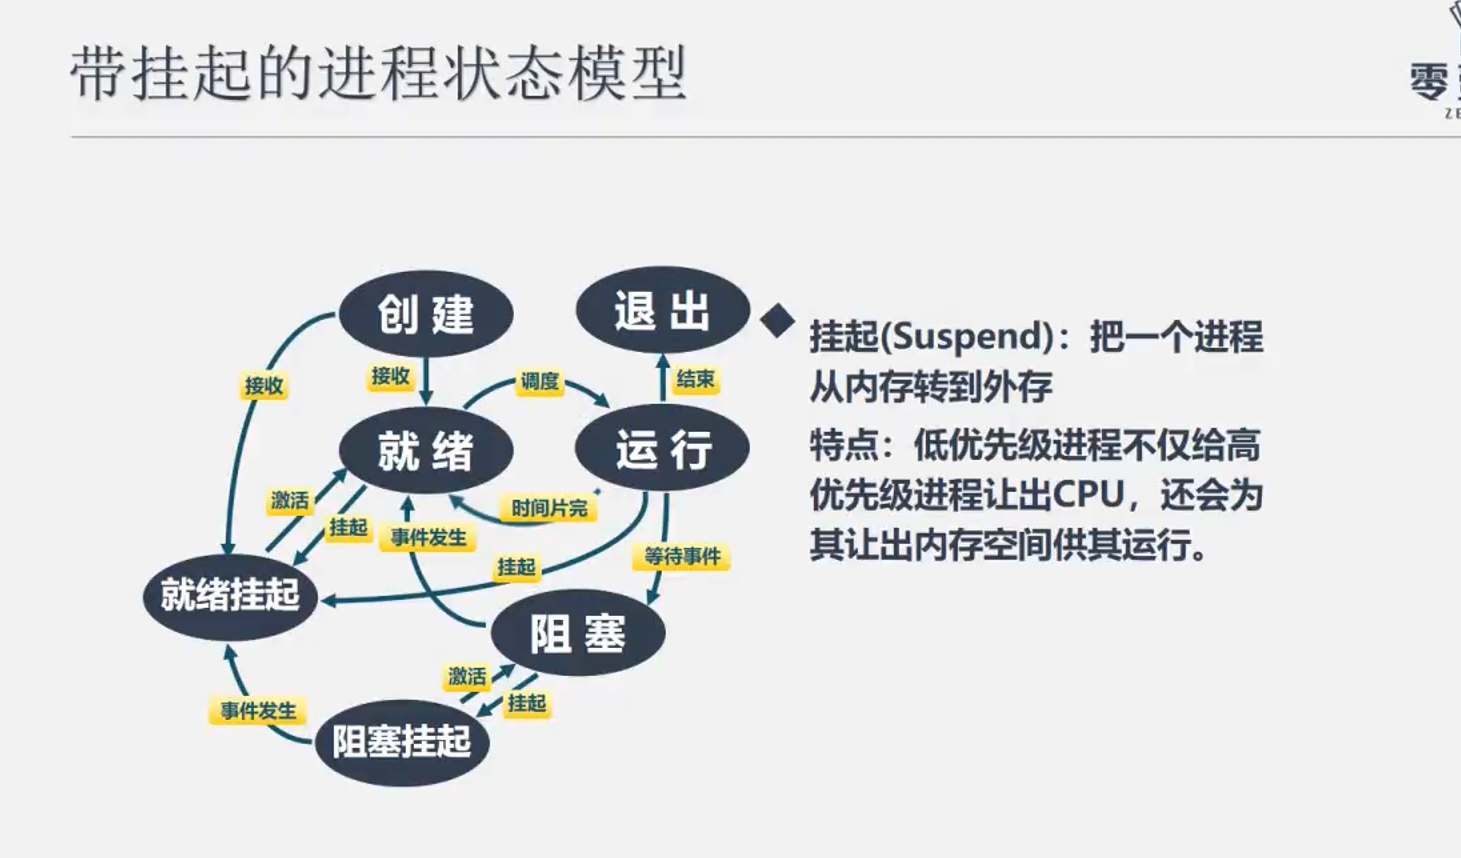 带挂起的进程状态模型
零
创建
退出
接收
接收
调度
结束
就绪
运行
激活
挂起
时间片完
事件发生
挂起
等待事件
就绪挂起
阻塞
激活
挂起
事件发生
阻塞挂起
挂起(Suspend)：把一个进程
从内存转到外存
特点：低优先级进程不仅给高
优先级进程让出CPU，还会为
其让出内存空间供其运行。